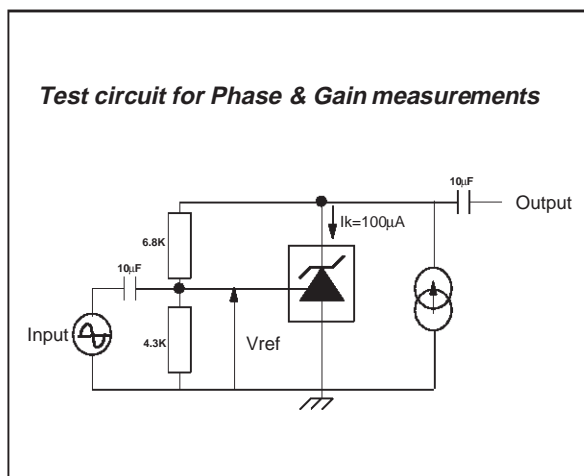 Test circuit for Phase & Gain measurements
10μF
Output
Ik=100μA
6.8K
10μF
Input
4.3K
Vref